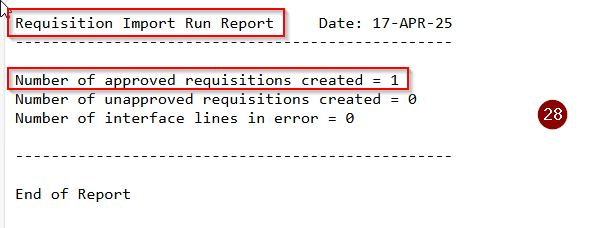 Requisition Import Run Report     Date: 17-APR-25
-------------------------------------------------
Number of approved requisitions created = 1
Number of unapproved requisitions created = 0
Number of interface lines in error = 0
28
-------------------------------------------------
End of Report